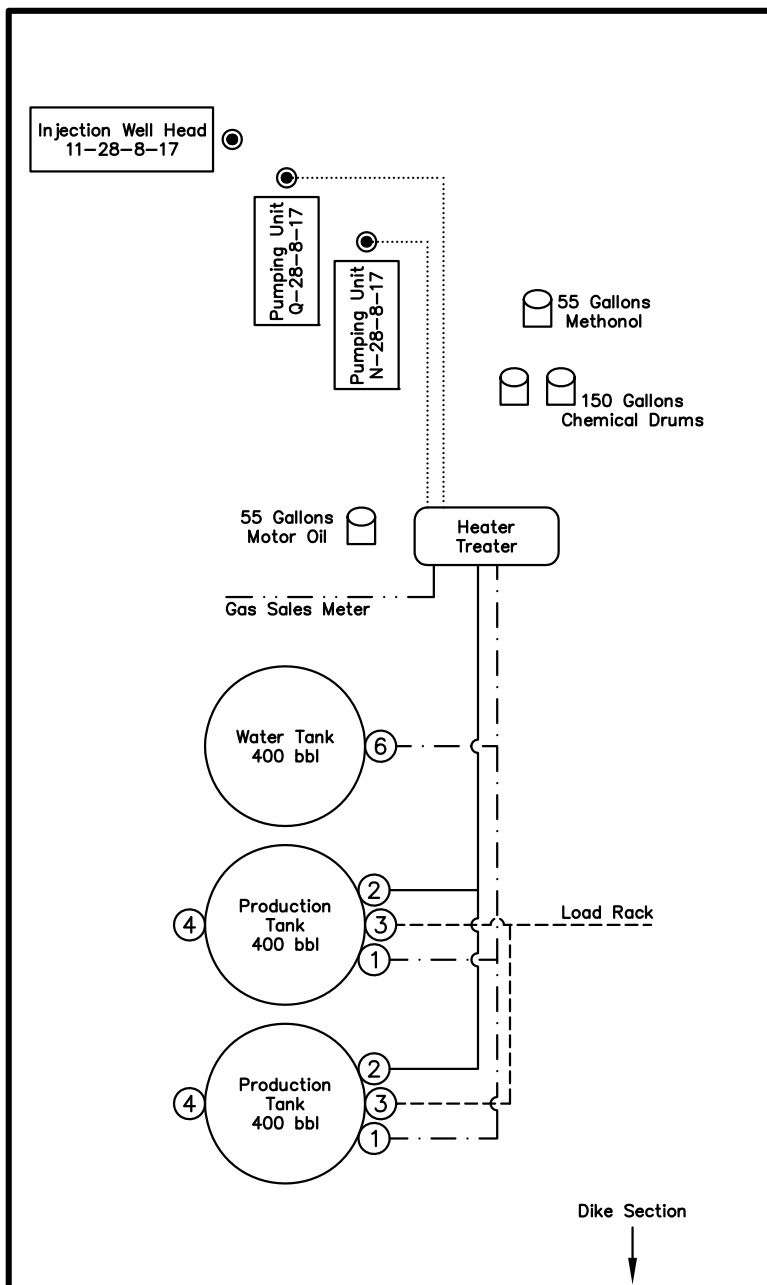 Injection Well Head
11-28-8-17
Pumping Unit
Q-28-8-17
Pumping Unit
N-28-8-17
55 Gallons
Methonol
150 Gallons
Chemical Drums
55 Gallons
Motor Oil
Heater
Treater
Gas Sales Meter
Water Tank
400 bbl
6
Production
Tank
400 bbl
4
2
3
1
Load Rack
Production
Tank
400 bbl
4
2
3
1
Dike Section